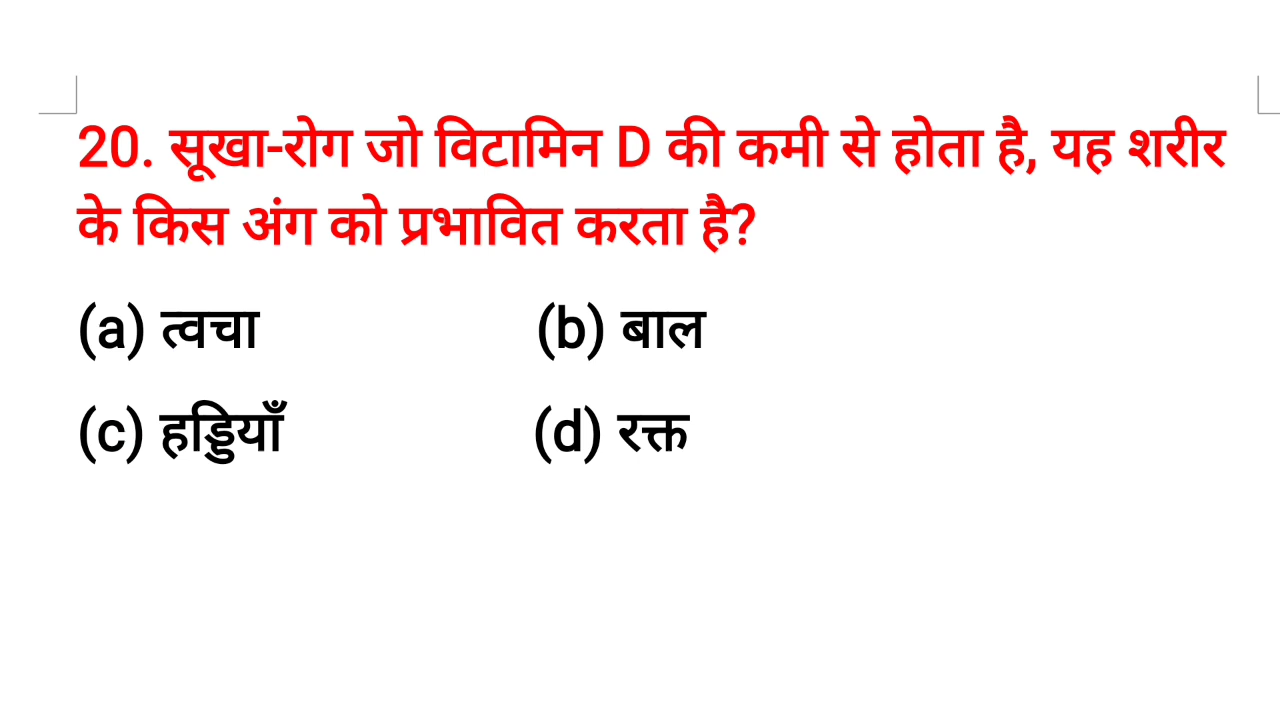 20. सूखा-रोग जो विटामिन D की कमी से होता है, यह शरीर
के किस अंग को प्रभावित करता है?
(a) त्वचा (b) बाल
(c) हड्डियाँ (d) रक्त